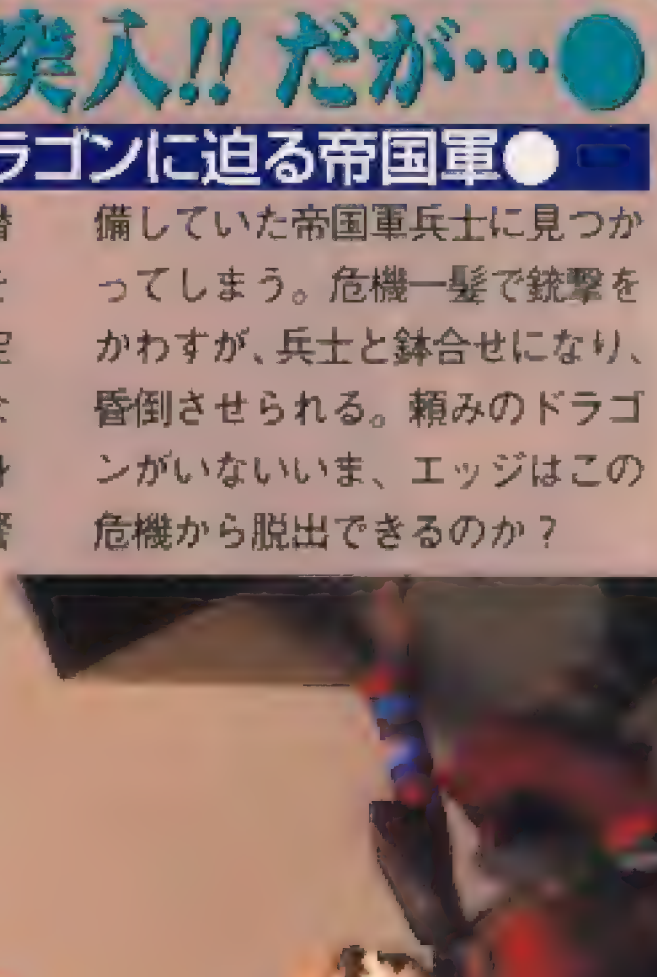 突入!! だが…●
ラゴンに迫る帝国軍●
備していた帝国軍兵士に見つか
ってしまう。危機一髪で銃撃を
かわすが、兵士と鉢合せになり、
昏倒させられる。頼みのドラゴ
ンがいないいま、エッジはこの
危機から脱出できるのか?